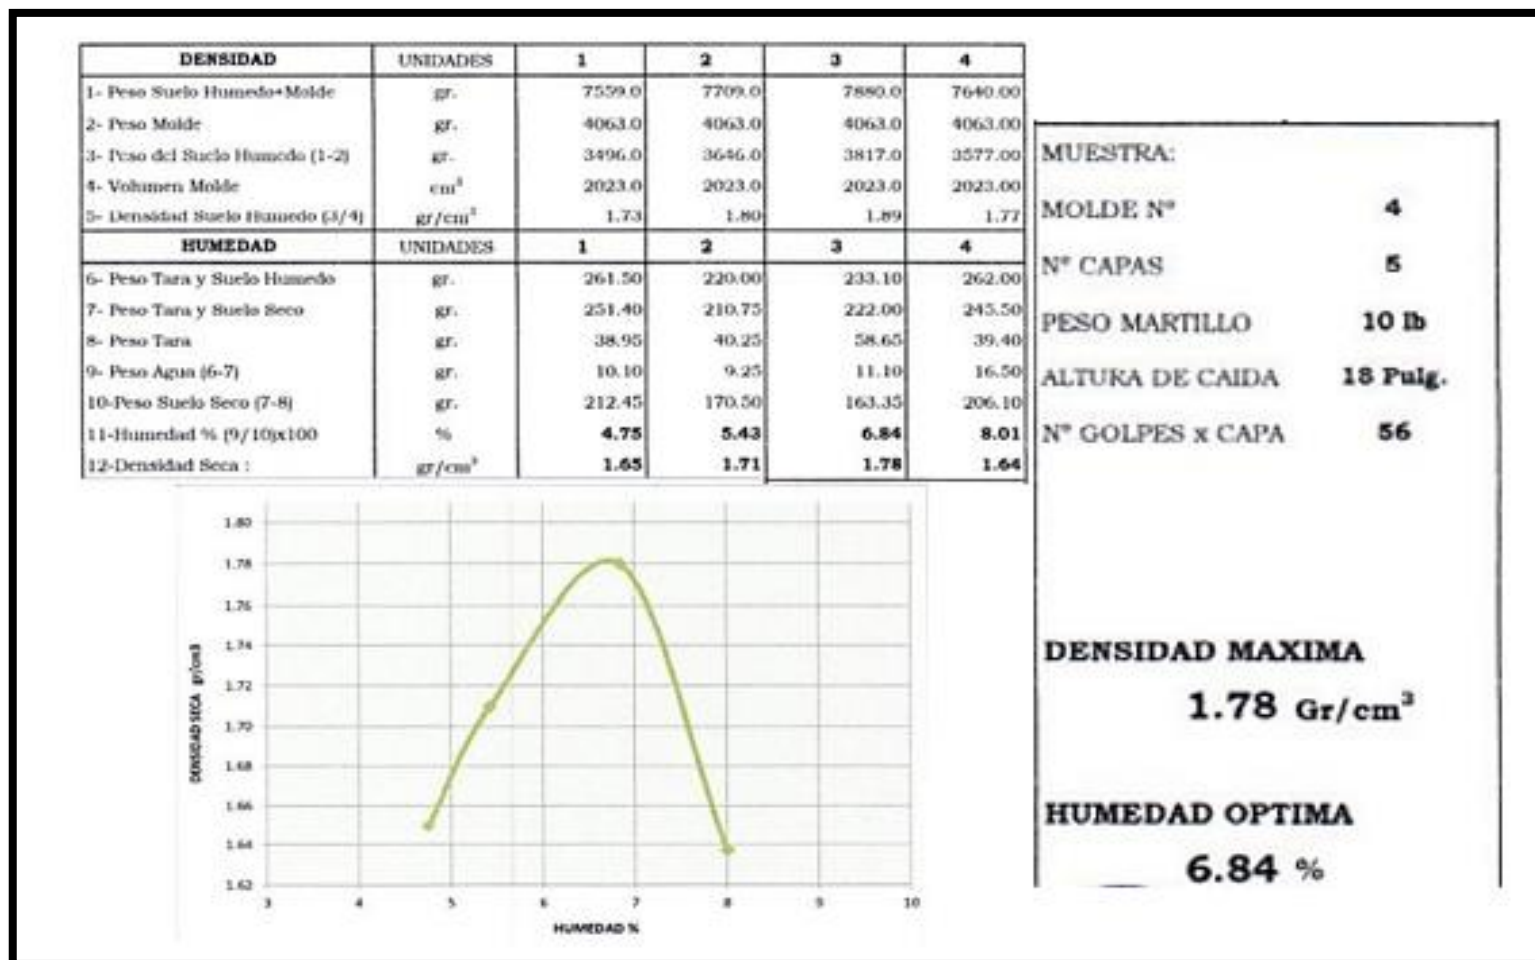 DENSIDAD UNIDADES 1 2 3 4
1- Peso Suelo Humedo+Molde gr. 7559.0 7709.0 7880.0 7640.00
2- Peso Molde gr. 4063.0 4063.0 4063.0 4063.00
3- Peso del Suelo Humedo (1-2) gr. 3496.0 3646.0 3817.0 3577.00
4- Volumen Molde cm³ 2023.0 2023.0 2023.0 2023.00
5- Densidad Suelo Humedo (3/4) gr/cm³ 1.73 1.80 1.89 1.77
HUMEDAD UNIDADES 1 2 3 4
6- Peso Tara y Suelo Humedo gr. 261.50 220.00 233.10 262.00
7- Peso Tara y Suelo Seco gr. 251.40 210.75 222.00 245.50
8- Peso Tara gr. 38.95 40.25 58.65 39.40
9- Peso Agua (6-7) gr. 10.10 9.25 11.10 16.50
10-Peso Suelo Seco (7-8) gr. 212.45 170.50 163.35 206.10
11-Humedad % (9/10)x100 % 4.75 5.43 6.84 8.01
12-Densidad Seca : gr/cm³ 1.65 1.71 1.78 1.64
MUESTRA:
MOLDE Nº 4
Nº CAPAS 5
PESO MARTILLO 10 lb
ALTURA DE CAIDA 18 Pulg.
Nº GOLPES x CAPA 56
DENSIDAD MAXIMA
1.78 Gr/cm³
HUMEDAD OPTIMA
6.84 %
DENSIDAD SECA gr/cm3
1.80
1.78
1.76
1.74
1.72
1.70
1.68
1.66
1.64
1.62
3 4 5 6 7 8 9 10
HUMEDAD %